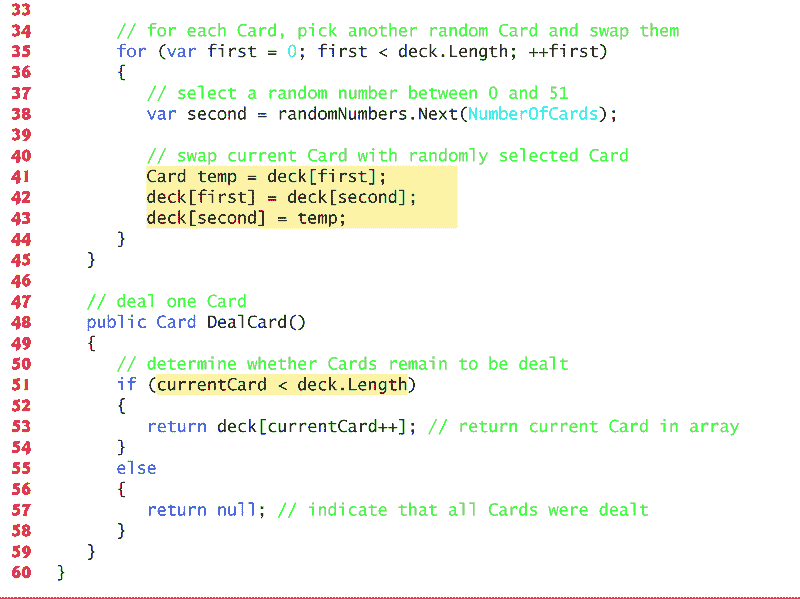 33
34 // for each Card, pick another random Card and swap them
35 for (var first = 0; first < deck.Length; ++first)
36 {
37 // select a random number between 0 and 51
38 var second = randomNumbers.Next(NumberOfCards);
39
40 // swap current Card with randomly selected Card
41 Card temp = deck[first];
42 deck[first] = deck[second];
43 deck[second] = temp;
44 }
45 }
46
47 // deal one Card
48 public Card DealCard()
49 {
50 // determine whether Cards remain to be dealt
51 if (currentCard < deck.Length)
52 {
53 return deck[currentCard++]; // return current Card in array
54 }
55 else
56 {
57 return null; // indicate that all Cards were dealt
58 }
59 }
60 }